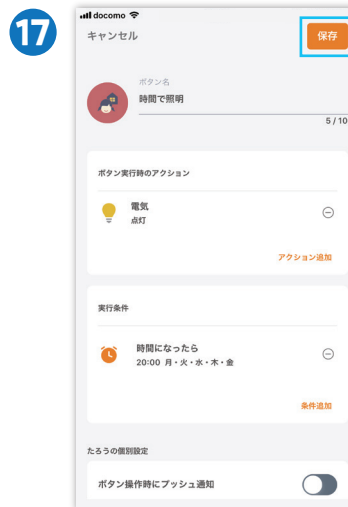 17
docomo
キャンセル
保存
ボタン名
時間で照明
5 / 10
ボタン実行時のアクション
電気
点灯
アクション追加
実行条件
時間になったら
20:00 月・火・水・木・金
条件追加
たろうの個別設定
ボタン操作時にプッシュ通知